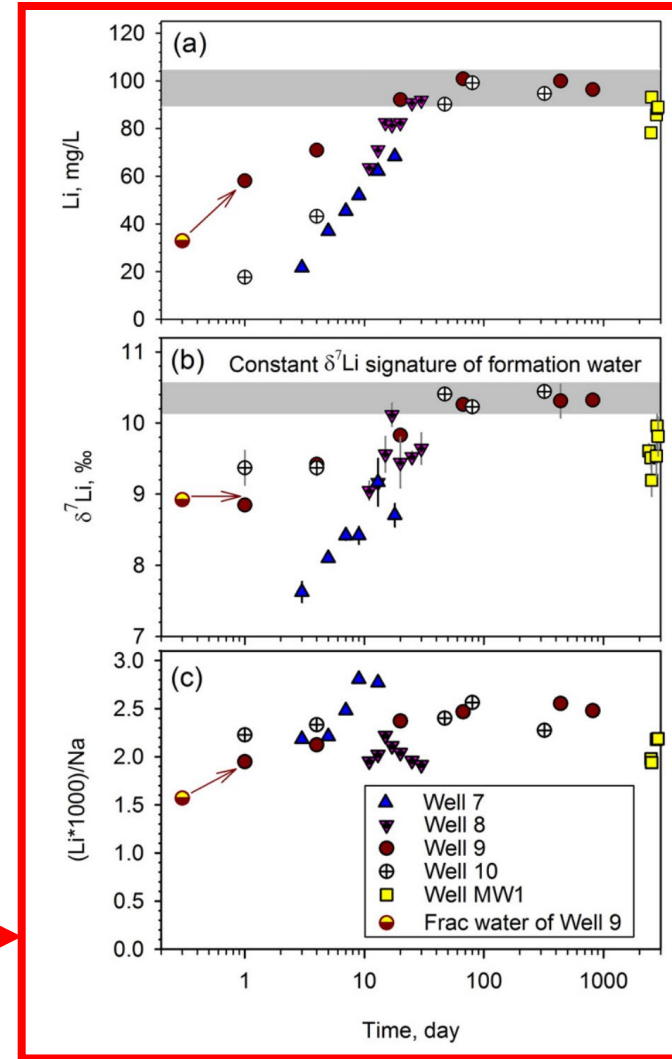 (a)
120
100
80
60
40
20
0
Li, mg/L
(b) Constant δ⁷Li signature of formation water
11
10
9
8
7
δ⁷Li, ‰
(c)
3.0
2.5
2.0
1.5
1.0
0.5
0.0
(Li*1000)/Na
Well 7
Well 8
Well 9
Well 10
Well MW1
Frac water of Well 9
1 10 100 1000
Time, day